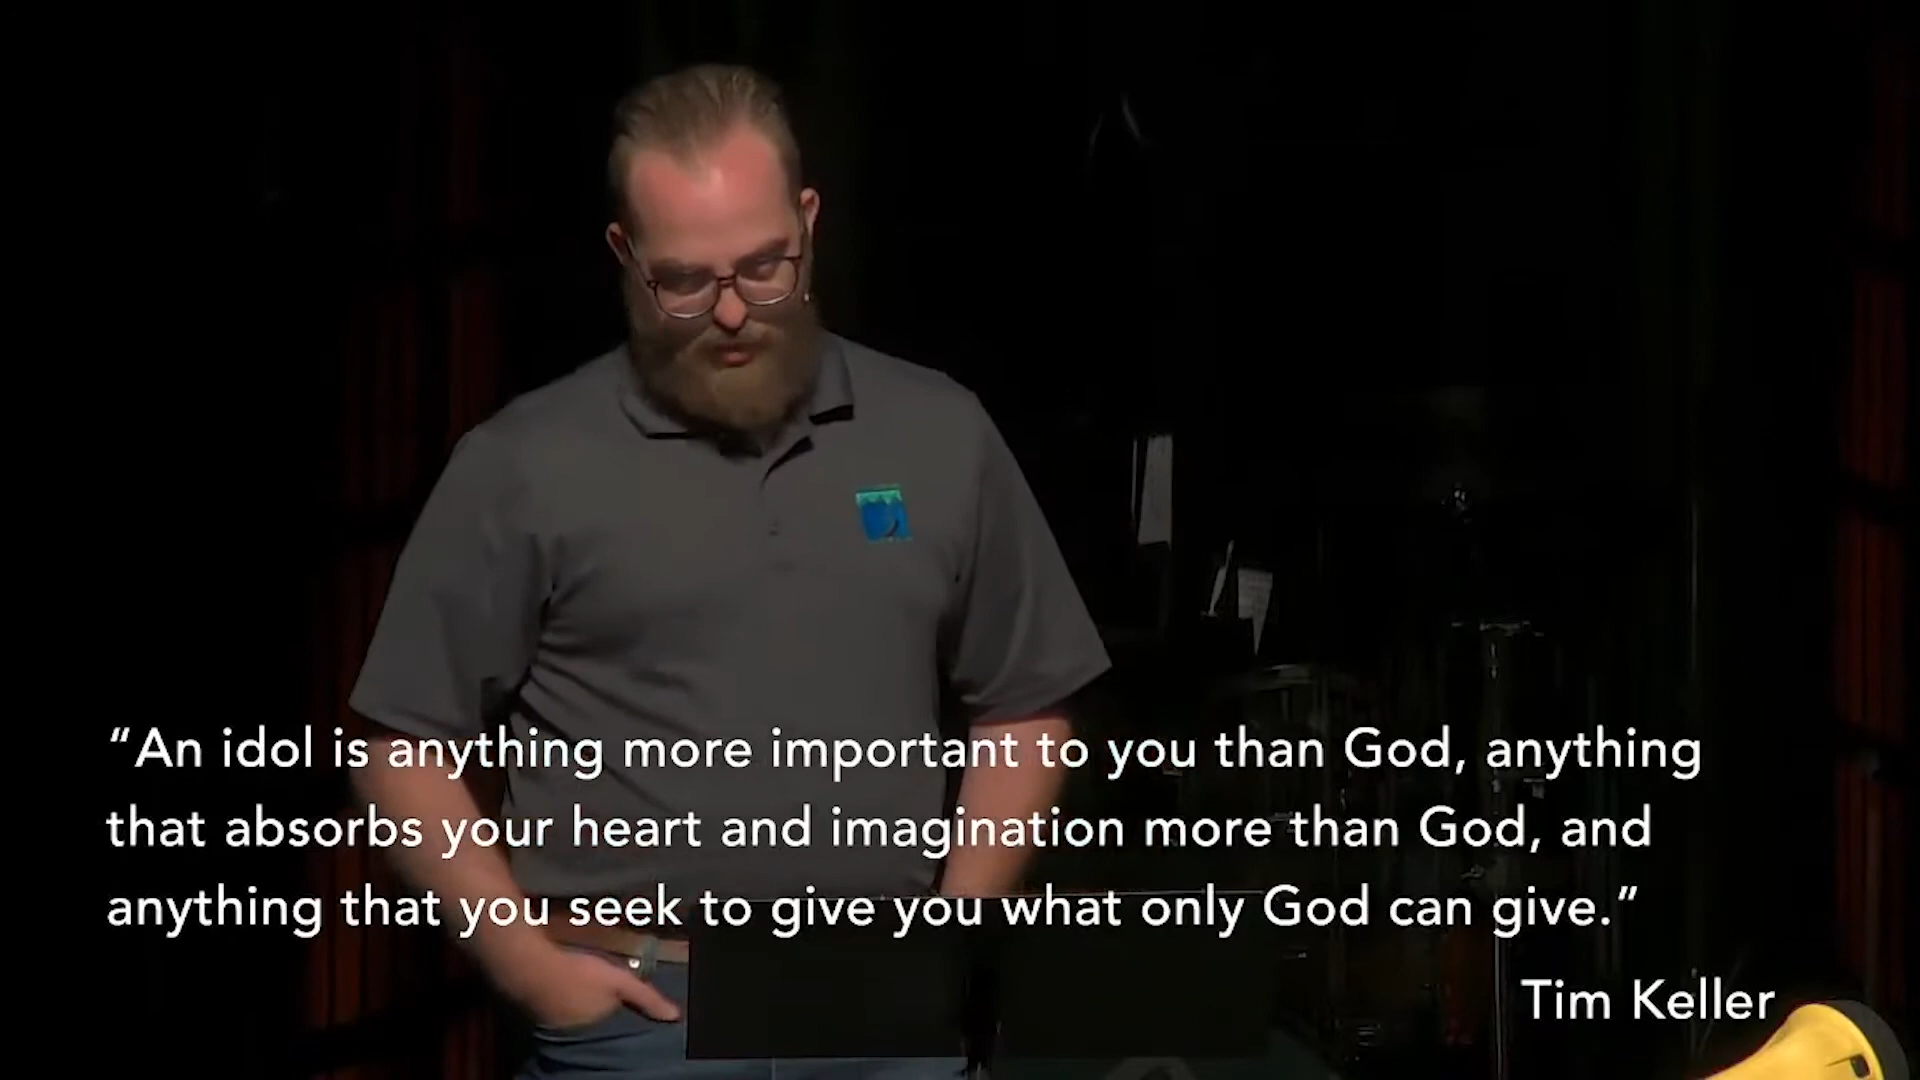 “An idol is anything more important to you than God, anything
that absorbs your heart and imagination more than God, and
anything that you seek to give you what only God can give.”
Tim Keller